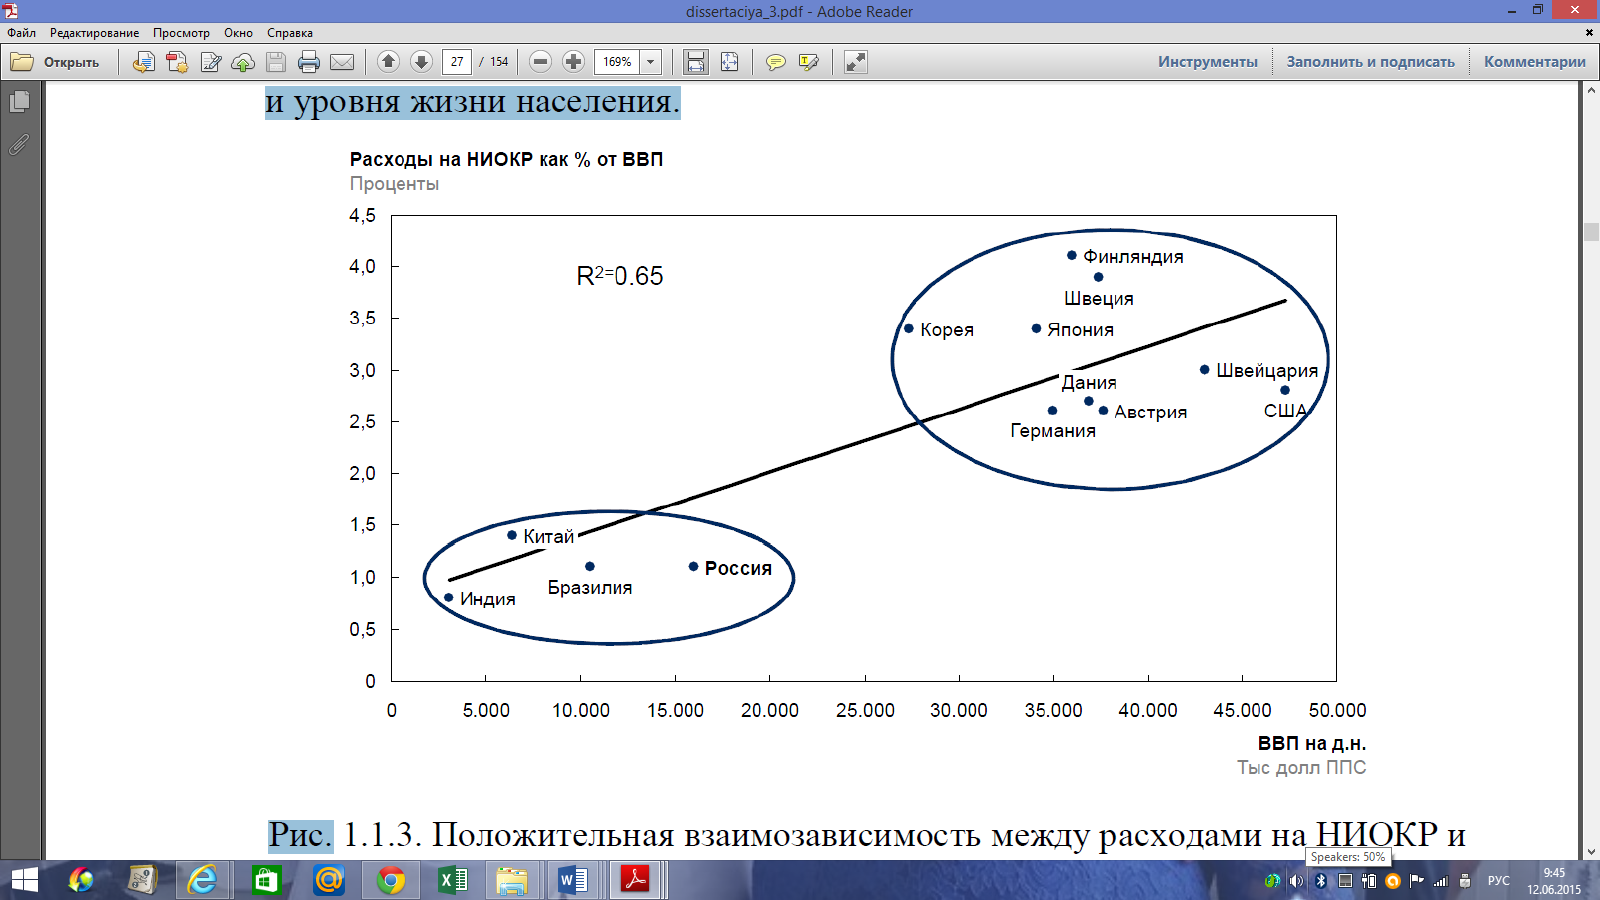 dissertaciya_3.pdf - Adobe Reader
Файл Редактирование Просмотр Окно Справка
Открыть 27 / 154 169% Инструменты Заполнить и подписать Комментарии
и уровня жизни населения.
Расходы на НИОКР как % от ВВП
Проценты
4,5
4,0
3,5
3,0
2,5
2,0
1,5
1,0
0,5
0
R²=0.65
Финляндия
Швеция
Корея
Япония
Швейцария
Дания
США
Австрия
Германия
Китай
Россия
Бразилия
Индия
0 5.000 10.000 15.000 20.000 25.000 30.000 35.000 40.000 45.000 50.000
ВВП на д.н.
Тыс долл ППС
Рис. 1.1.3. Положительная взаимозависимость между расходами на НИОКР и
Speakers: 50%
РУС
9:45
12.06.2015